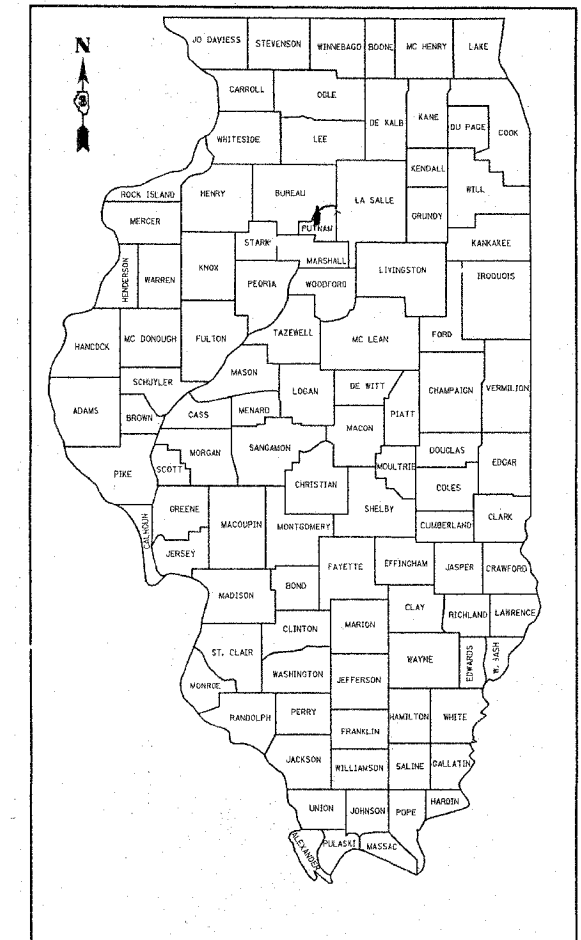 JO DAVIESS STEVENSON WINNEBAGO BOONE MC HENRY LAKE
N
CARROLL OGLE
DE KALB KANE DU PAGE COOK
WHITESIDE LEE
KENDALL WILL
ROCK ISLAND HENRY BUREAU LA SALLE GRUNDY
MERCER PUTNAM
STARK KANKAKEE
HENDERSON WARREN KNOX MARSHALL LIVINGSTON IROQUOIS
PEORIA WOODFORD
HANCOCK MC DONOUGH FULTON TAZEWELL MC LEAN FORD
MASON
SCHUYLER LOGAN DE WITT CHAMPAIGN VERMILION
ADAMS BROWN CASS MENARD PIATT
MACON
MORGAN SANGAMON DOUGLAS EDGAR
PIKE SCOTT CHRISTIAN MOULTRIE COLES
GREENE SHELBY
CALHOUN MACOUPIN MONTGOMERY CUMBERLAND CLARK
JERSEY
FAYETTE EFFINGHAM JASPER CRAWFORD
MADISON BOND
CLAY RICHLAND LAWRENCE
CLINTON MARION
ST. CLAIR WAYNE EDWARDS W. BASH
WASHINGTON JEFFERSON
MONROE
RANDOLPH PERRY HAMILTON WHITE
FRANKLIN
JACKSON WILLIAMSON SALINE GALLATIN
UNION JOHNSON POPE HARDIN
ALEXANDER PULASKI MASSAC